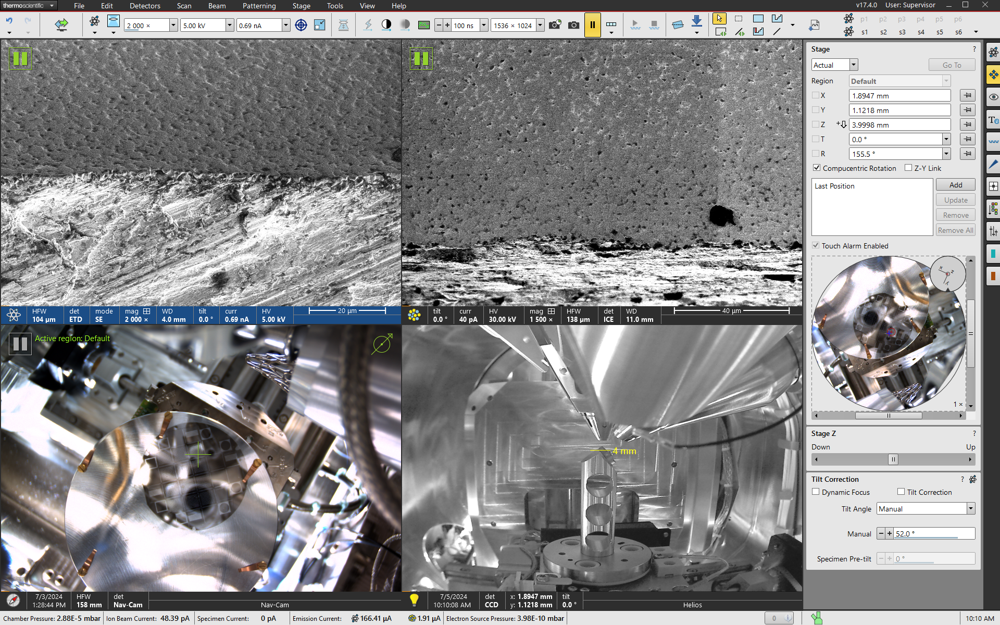 thermoscientific File Edit Detectors Scan Beam Patterning Stage Tools View Help v17.4.0 User: Supervisor
2 000 × 5.00 kV 0.69 nA 100 ns 1536 × 1024
p1 p2 p3 p4 p5 p6
s1 s2 s3 s4 s5 s6
HFW det mode mag WD tilt curr HV 20 µm
104 µm ETD SE 2 000 × 4.0 mm 0.0 ° 0.69 nA 5.00 kV
tilt curr HV mag HFW det WD 40 µm
0.0 ° 40 pA 30.00 kV 1 500 × 138 µm ICE 11.0 mm
Active region: Default
4 mm
7/3/2024 HFW det
1:28:44 PM 158 mm Nav-Cam Nav-Cam
7/5/2024 det x: 1.8947 mm tilt
10:10:08 AM CCD y: 1.1218 mm 0.0 ° Helios
Stage ?
Actual Go To
Region Default
X 1.8947 mm
Y 1.1218 mm
Z 3.9998 mm
T 0.0 °
R 155.5 °
Compucentric Rotation Z-Y Link
Last Position
Add
Update
Remove
Remove All
Touch Alarm Enabled
1 ×
Stage Z ?
Down Up
Tilt Correction ?
Dynamic Focus Tilt Correction
Tilt Angle Manual
Manual − + 52.0 °
Specimen Pre-tilt − + 0 °
Chamber Pressure: 2.88E-5 mbar Ion Beam Current: 48.39 pA Specimen Current: 0 pA Emission Current: 166.41 µA 1.91 µA Electron Source Pressure: 3.98E-10 mbar 0 10:10 AM